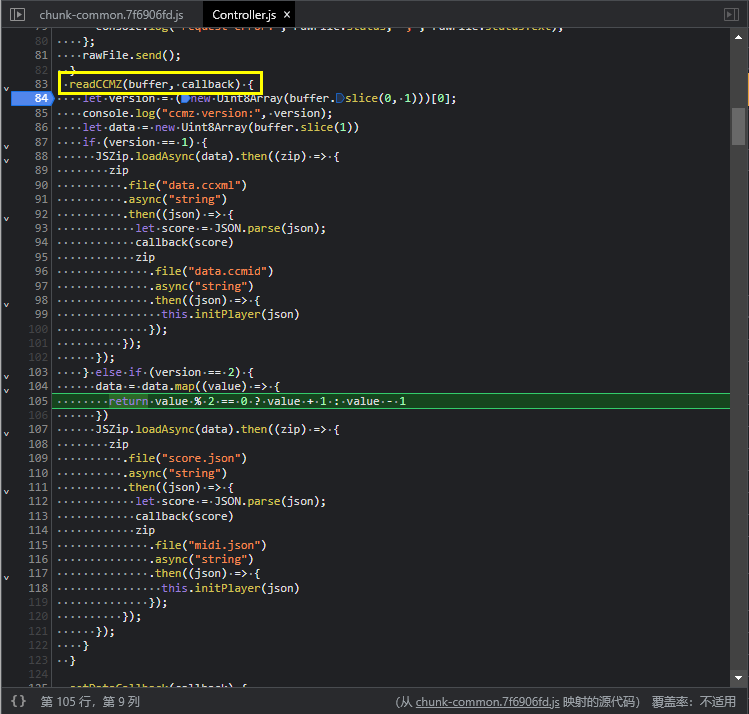 chunk-common.7f6906fd.js Controller.js ×
80 };
81 rawFile.send();
82 }
83 readCCMZ(buffer, callback) {
84 let version = (new Uint8Array(buffer.slice(0, 1)))[0];
85 console.log("ccmz version:", version);
86 let data = new Uint8Array(buffer.slice(1))
87 if (version == 1) {
88 JSZip.loadAsync(data).then((zip) => {
89 zip
90 .file("data.ccxml")
91 .async("string")
92 .then((json) => {
93 let score = JSON.parse(json);
94 callback(score)
95 zip
96 .file("data.ccmid")
97 .async("string")
98 .then((json) => {
99 this.initPlayer(json)
100 });
101 });
102 });
103 } else if (version == 2) {
104 data = data.map((value) => {
105 return value % 2 == 0 ? value + 1 : value - 1
106 })
107 JSZip.loadAsync(data).then((zip) => {
108 zip
109 .file("score.json")
110 .async("string")
111 .then((json) => {
112 let score = JSON.parse(json);
113 callback(score)
114 zip
115 .file("midi.json")
116 .async("string")
117 .then((json) => {
118 this.initPlayer(json)
119 });
120 });
121 });
122 }
123 }
124
{} 第 105 行，第 9 列 (从 chunk-common.7f6906fd.js 映射的源代码) 覆盖率: 不适用